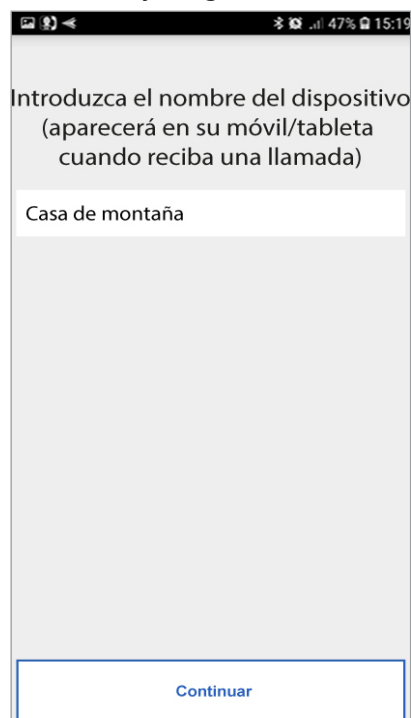 47% 15:19
Introduzca el nombre del dispositivo
(aparecerá en su móvil/tableta
cuando reciba una llamada)
Casa de montaña
Continuar